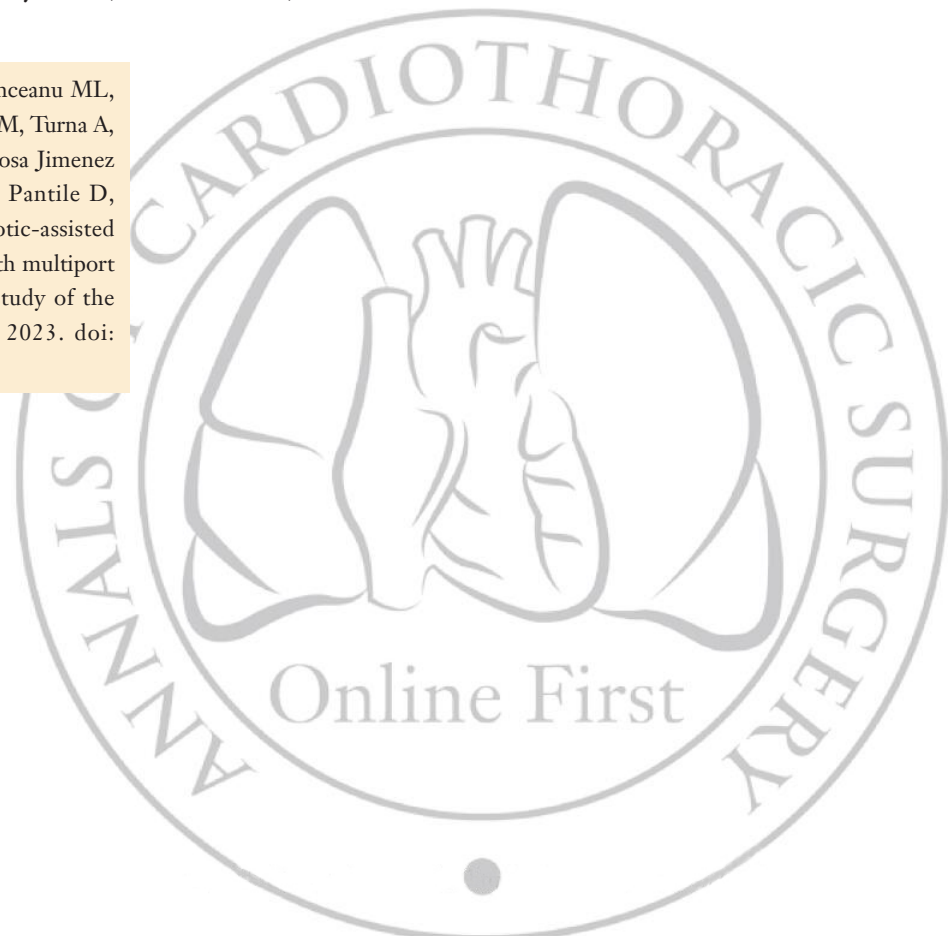 nceanu ML,
M, Turna A,
osa Jimenez
Pantile D,
otic-assisted
th multiport
tudy of the
2023. doi:
ANNALS CARDIOTHORACIC SURGERY
Online First